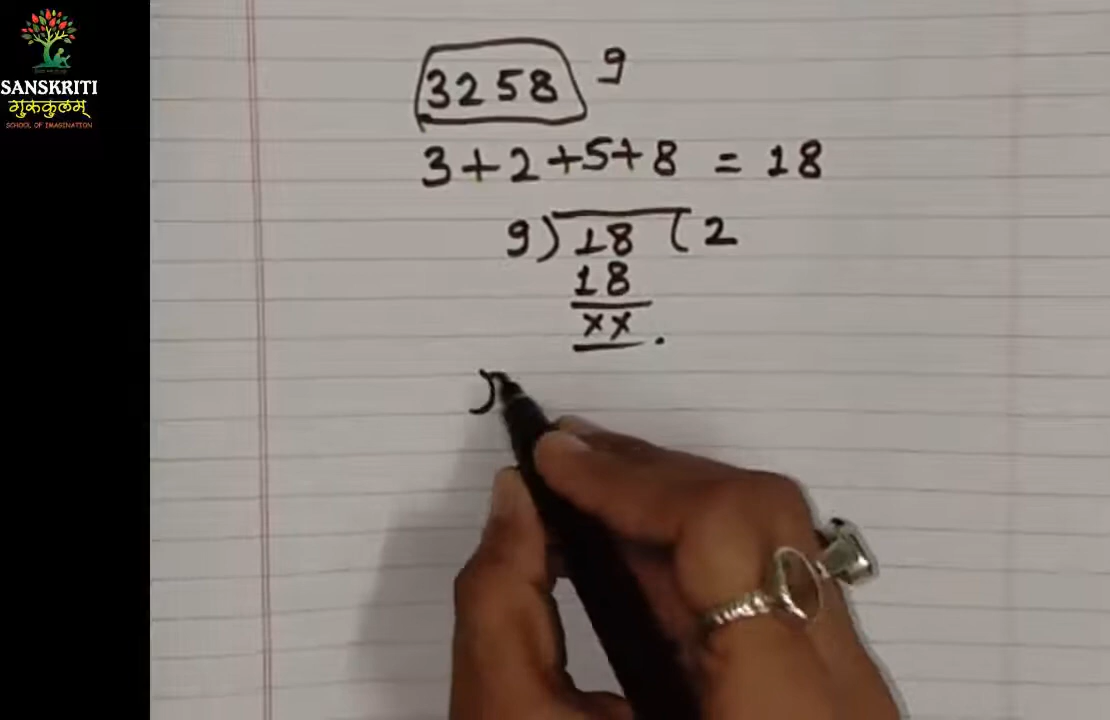 SANSKRITI
गुरुकुलम्
SCHOOL OF IMAGINATION
3258 9
3+2+5+8 = 18
9) 18 (2
18
xx .